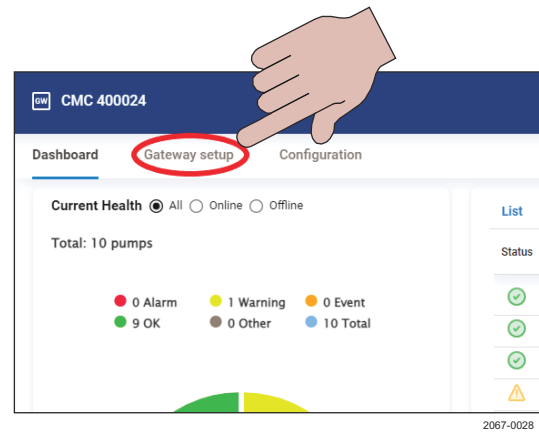 GW CMC 400024
Dashboard Gateway setup Configuration
Current Health All Online Offline
Total: 10 pumps
0 Alarm 1 Warning 0 Event
9 OK 0 Other 10 Total
List
Status
2067-0028